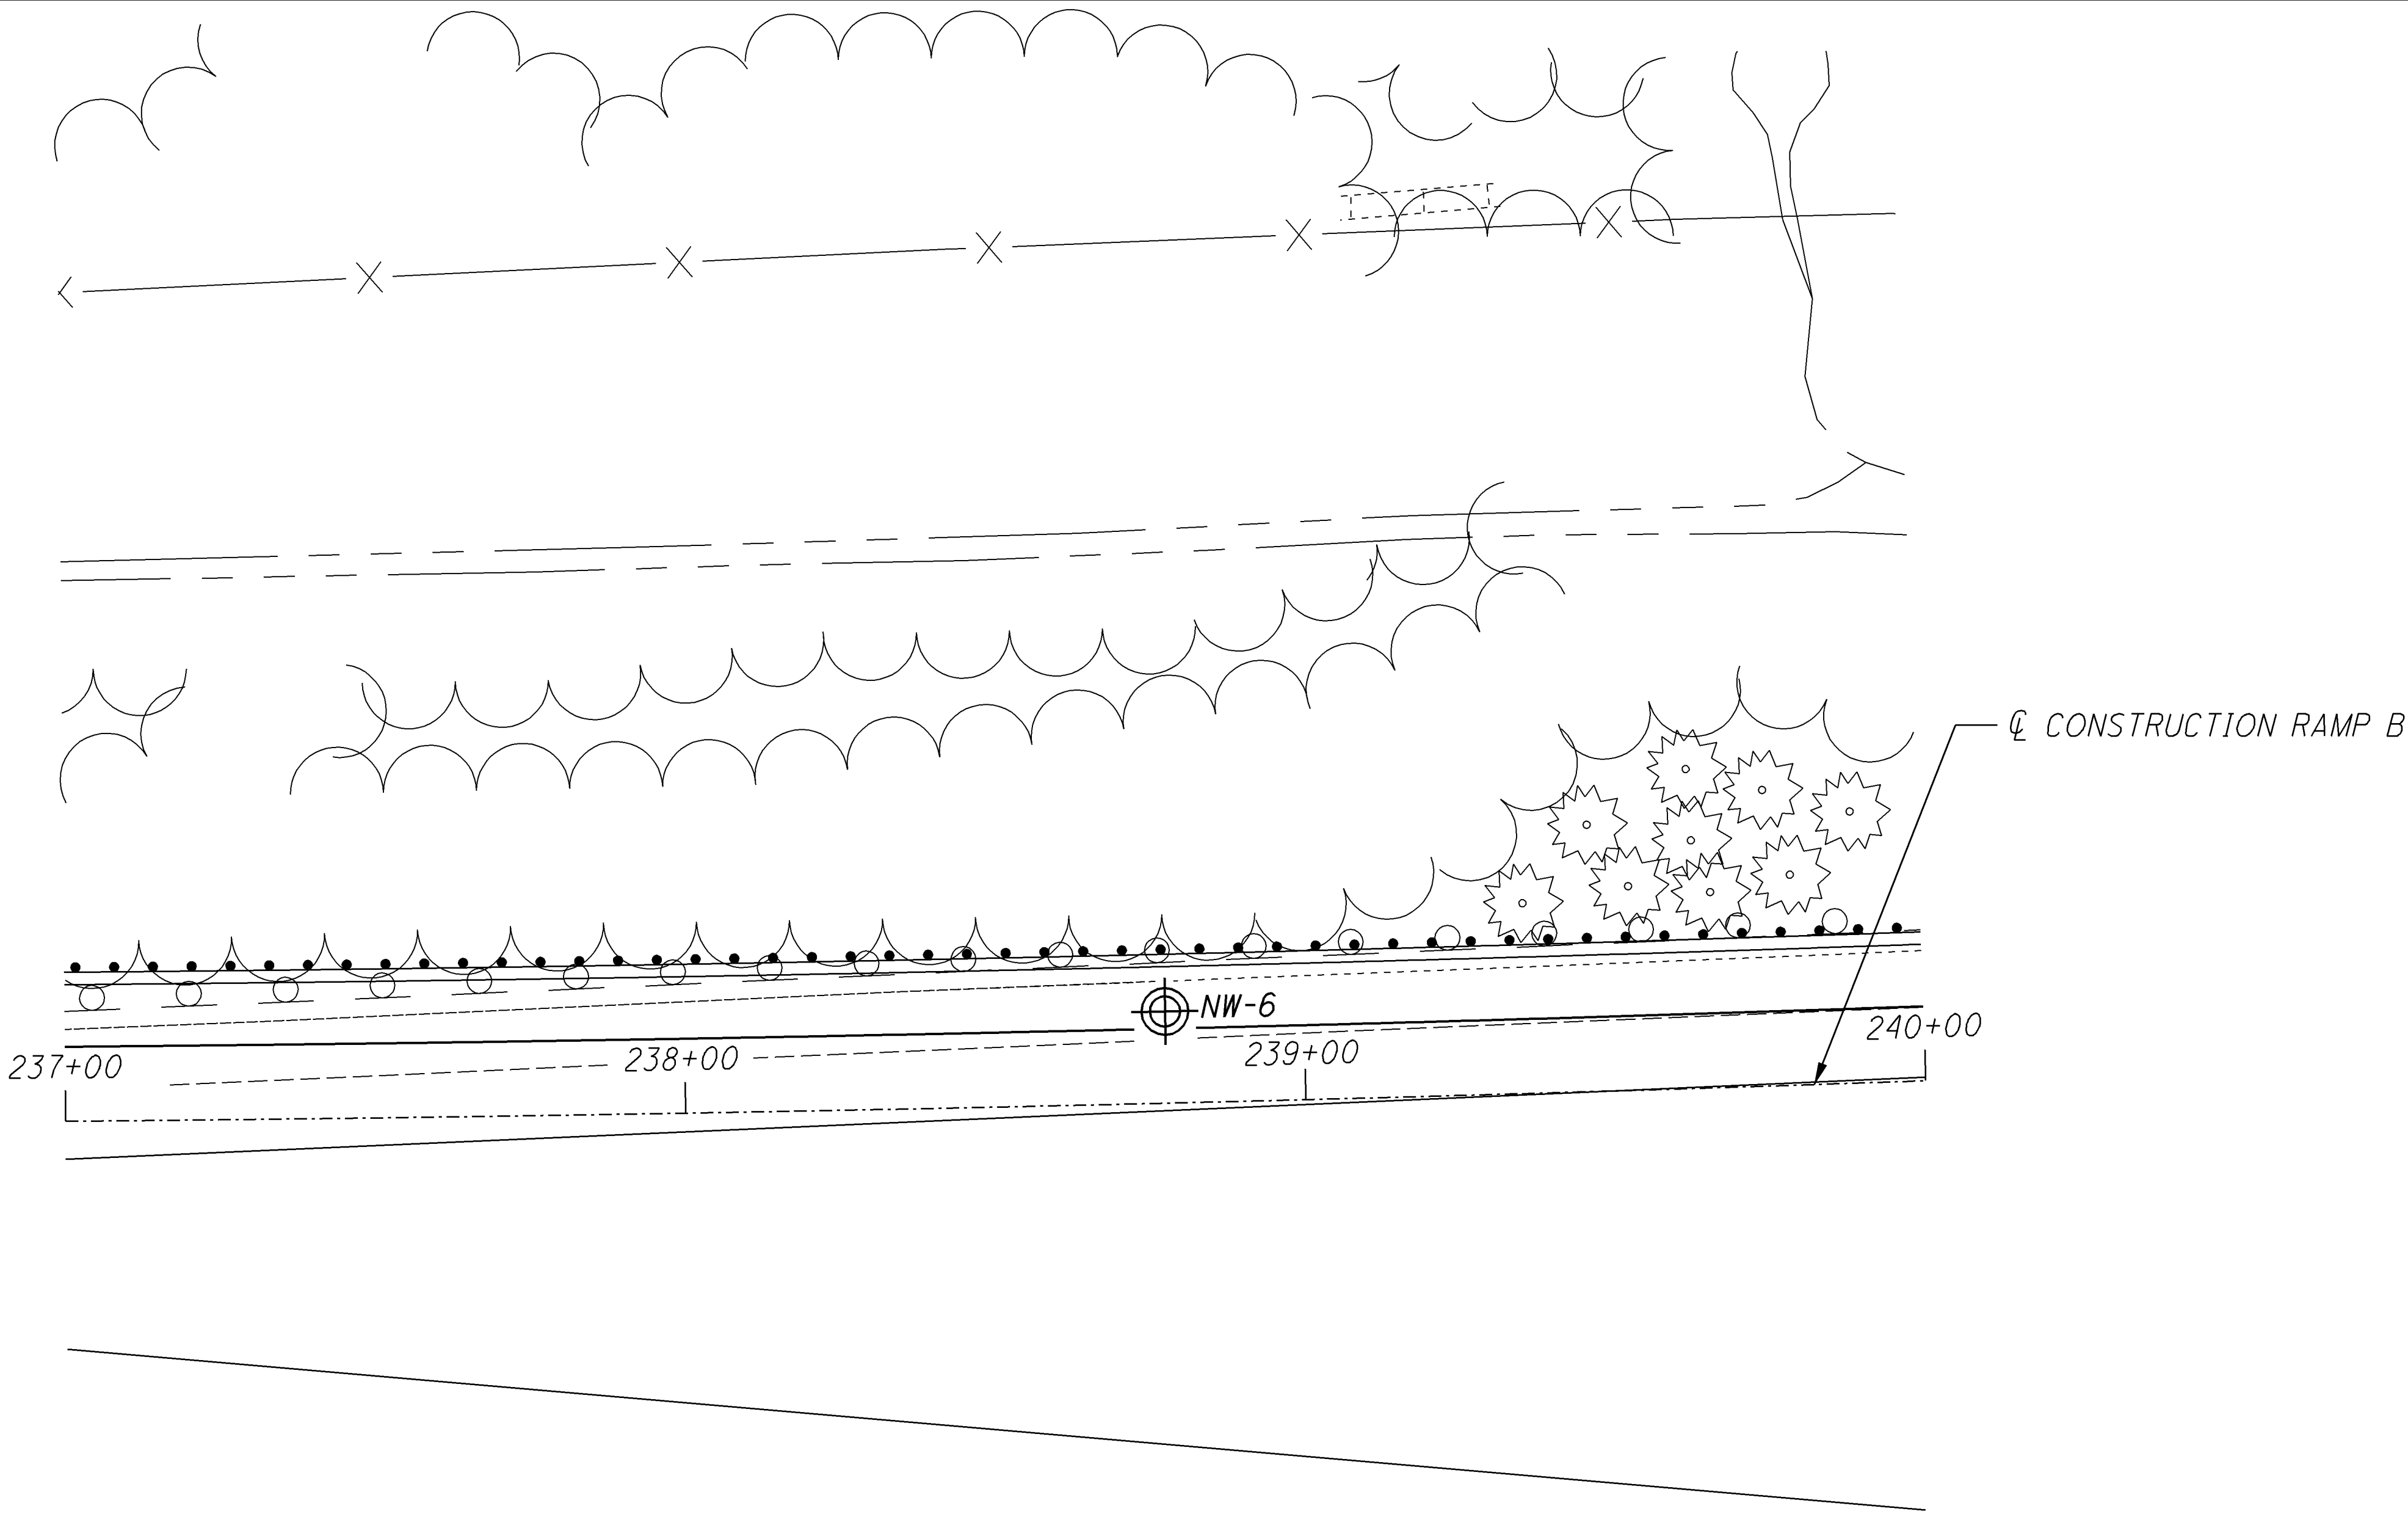 ℄ CONSTRUCTION RAMP B
NW-6
237+00
238+00
239+00
240+00